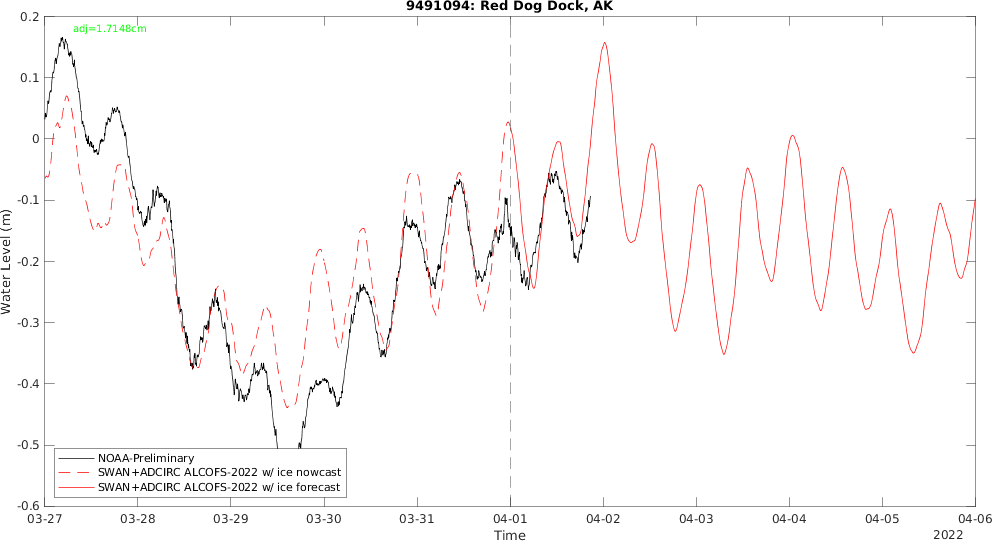 9491094: Red Dog Dock, AK
adj=1.7148cm
0.2
0.1
0
-0.1
-0.2
-0.3
-0.4
-0.5
-0.6
Water Level (m)
NOAA-Preliminary
SWAN+ADCIRC ALCOFS-2022 w/ ice nowcast
SWAN+ADCIRC ALCOFS-2022 w/ ice forecast
03-27 03-28 03-29 03-30 03-31 04-01 04-02 04-03 04-04 04-05 04-06
Time
2022